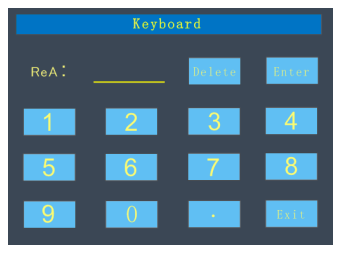 Keyboard
ReA: Delete Enter
1 2 3 4
5 6 7 8
9 0 . Exit